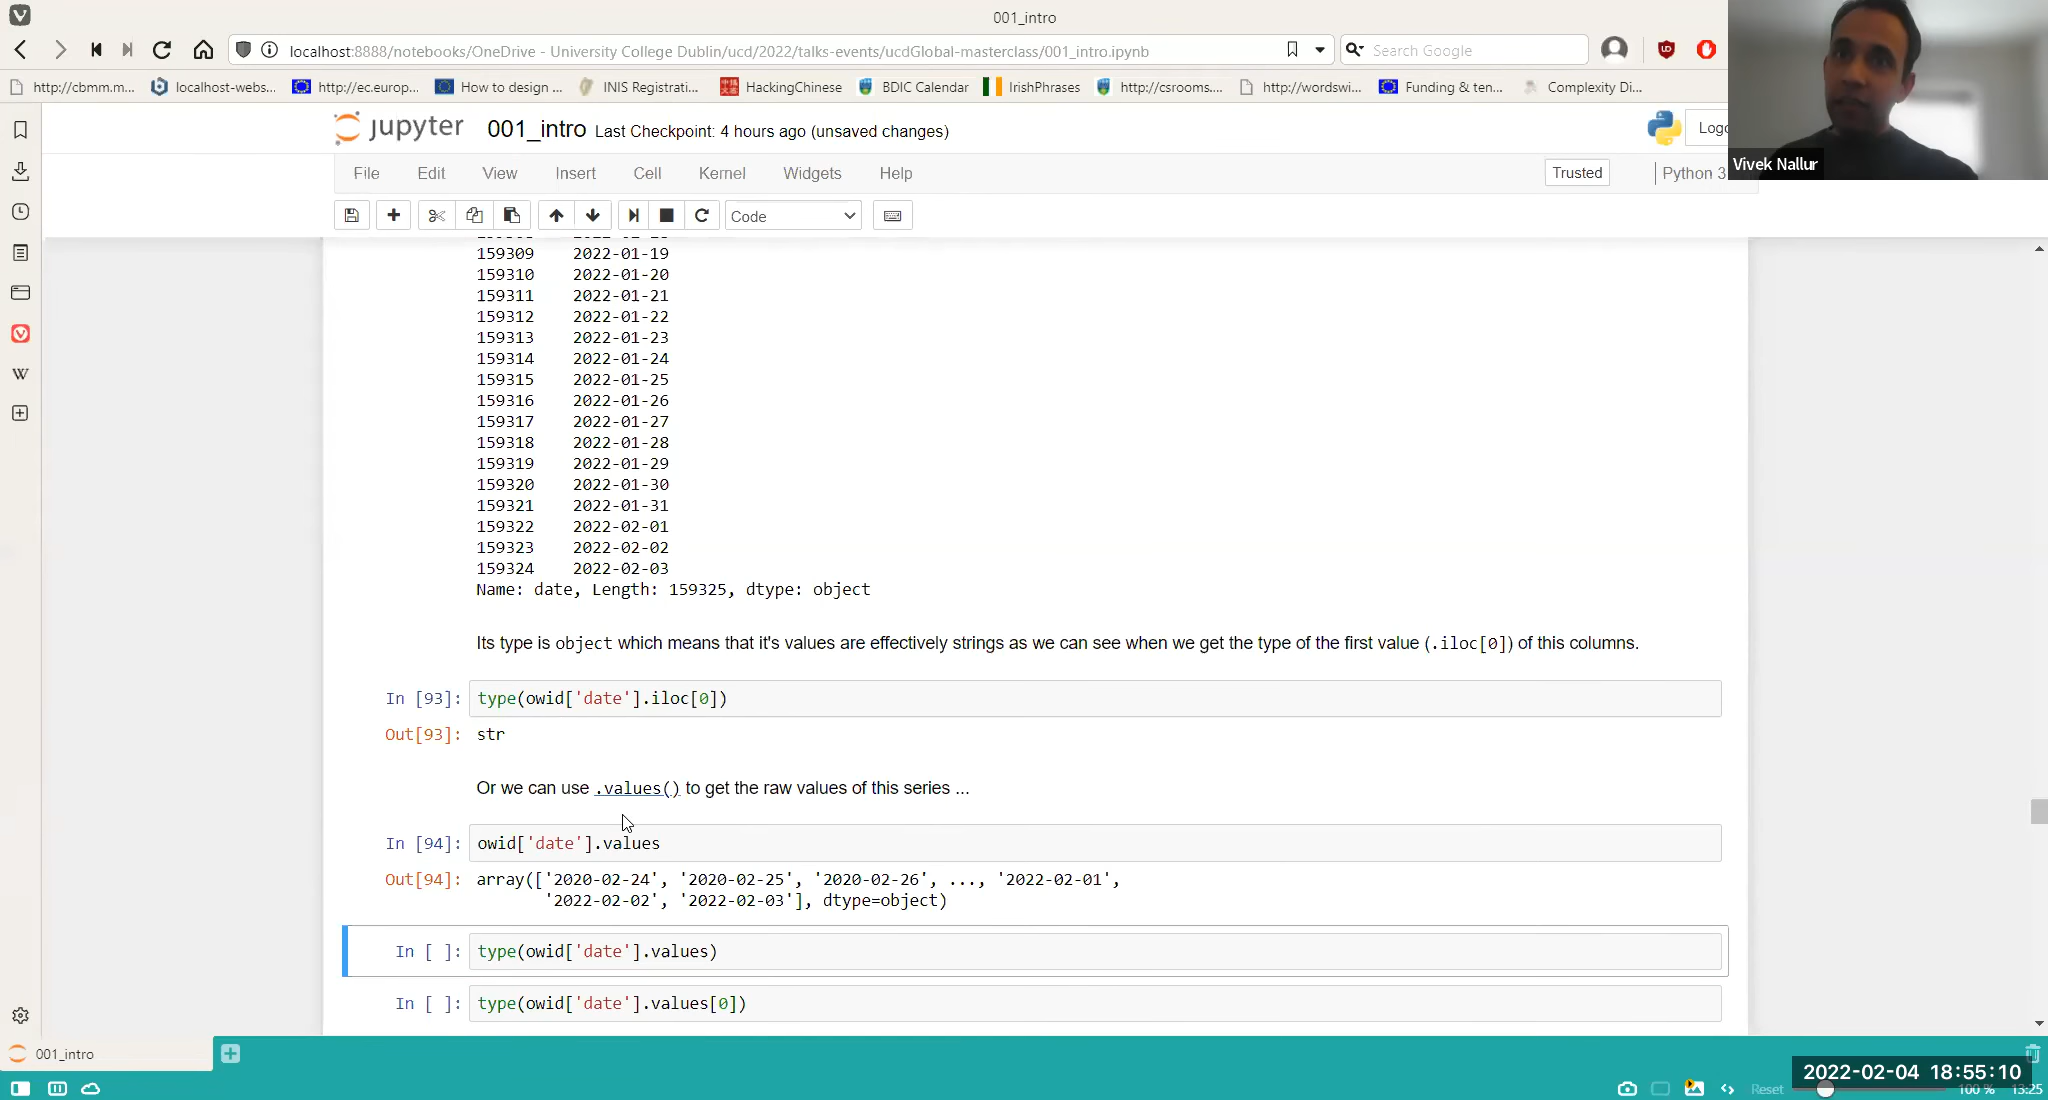 001_intro
localhost:8888/notebooks/OneDrive - University College Dublin/ucd/2022/talks-events/ucdGlobal-masterclass/001_intro.ipynb
Search Google
http://cbmm.m... localhost-webs... http://ec.europ... How to design ... INIS Registrati... HackingChinese BDIC Calendar IrishPhrases http://csrooms.... http://wordswi... Funding & ten... Complexity Di...
jupyter 001_intro Last Checkpoint: 4 hours ago (unsaved changes)
Vivek Nallur
File Edit View Insert Cell Kernel Widgets Help Trusted Python 3
Code
159309 2022-01-19
159310 2022-01-20
159311 2022-01-21
159312 2022-01-22
159313 2022-01-23
159314 2022-01-24
159315 2022-01-25
159316 2022-01-26
159317 2022-01-27
159318 2022-01-28
159319 2022-01-29
159320 2022-01-30
159321 2022-01-31
159322 2022-02-01
159323 2022-02-02
159324 2022-02-03
Name: date, Length: 159325, dtype: object
Its type is object which means that it's values are effectively strings as we can see when we get the type of the first value (.iloc[0]) of this columns.
In [93]: type(owid['date'].iloc[0])
Out[93]: str
Or we can use .values() to get the raw values of this series ...
In [94]: owid['date'].values
Out[94]: array(['2020-02-24', '2020-02-25', '2020-02-26', ..., '2022-02-01',
'2022-02-02', '2022-02-03'], dtype=object)
In [ ]: type(owid['date'].values)
In [ ]: type(owid['date'].values[0])
001_intro
2022-02-04 18:55:10
Reset 100 % 13:25